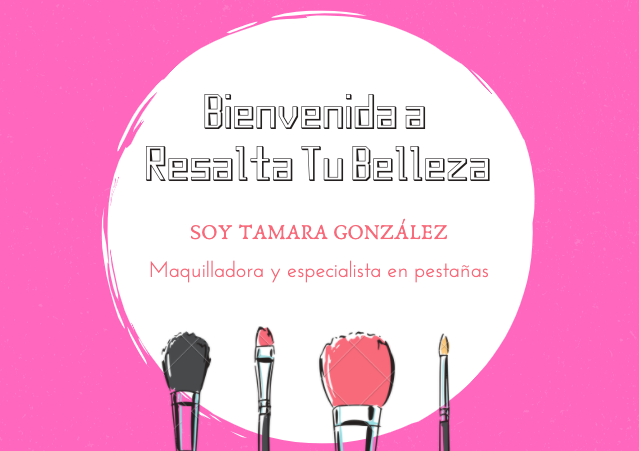 Bienvenida a
Resalta Tu Belleza
SOY TAMARA GONZÁLEZ
Maquilladora y especialista en pestañas